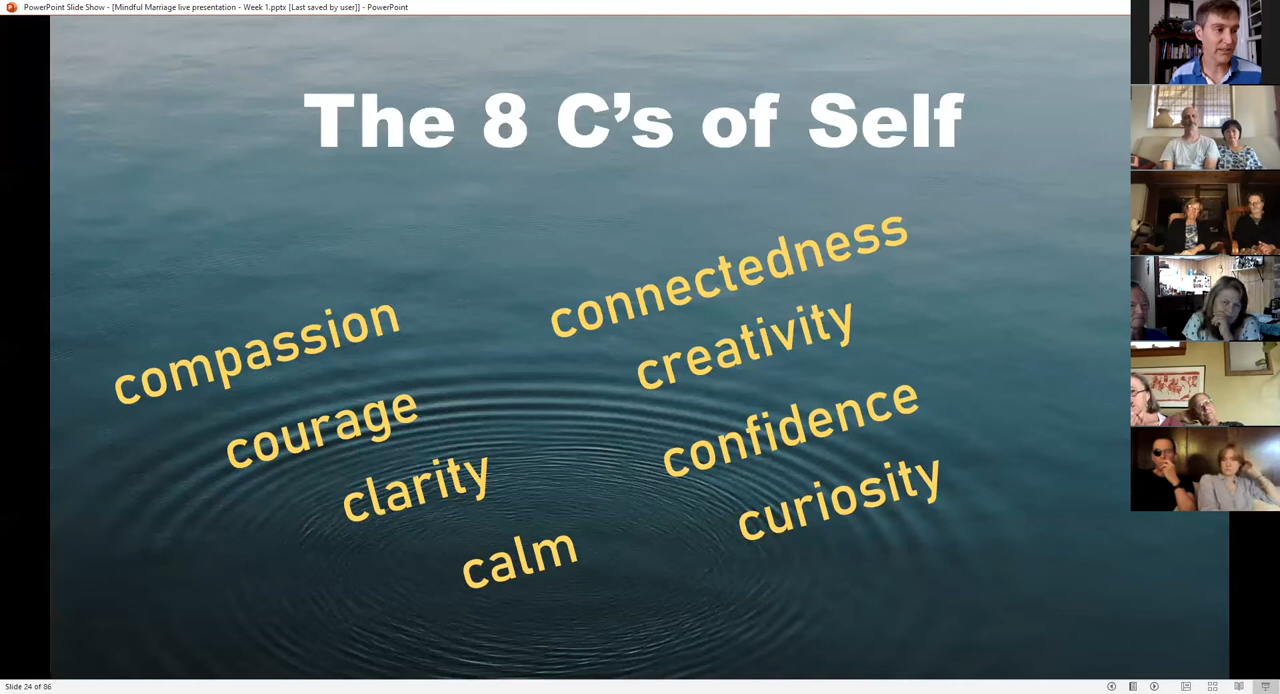 PowerPoint Slide Show - [Mindful Marriage live presentation - Week 1.pptx [Last saved by user]] - PowerPoint
The 8 C’s of Self
compassion
courage
clarity
calm
connectedness
creativity
confidence
curiosity
Slide 24 of 86